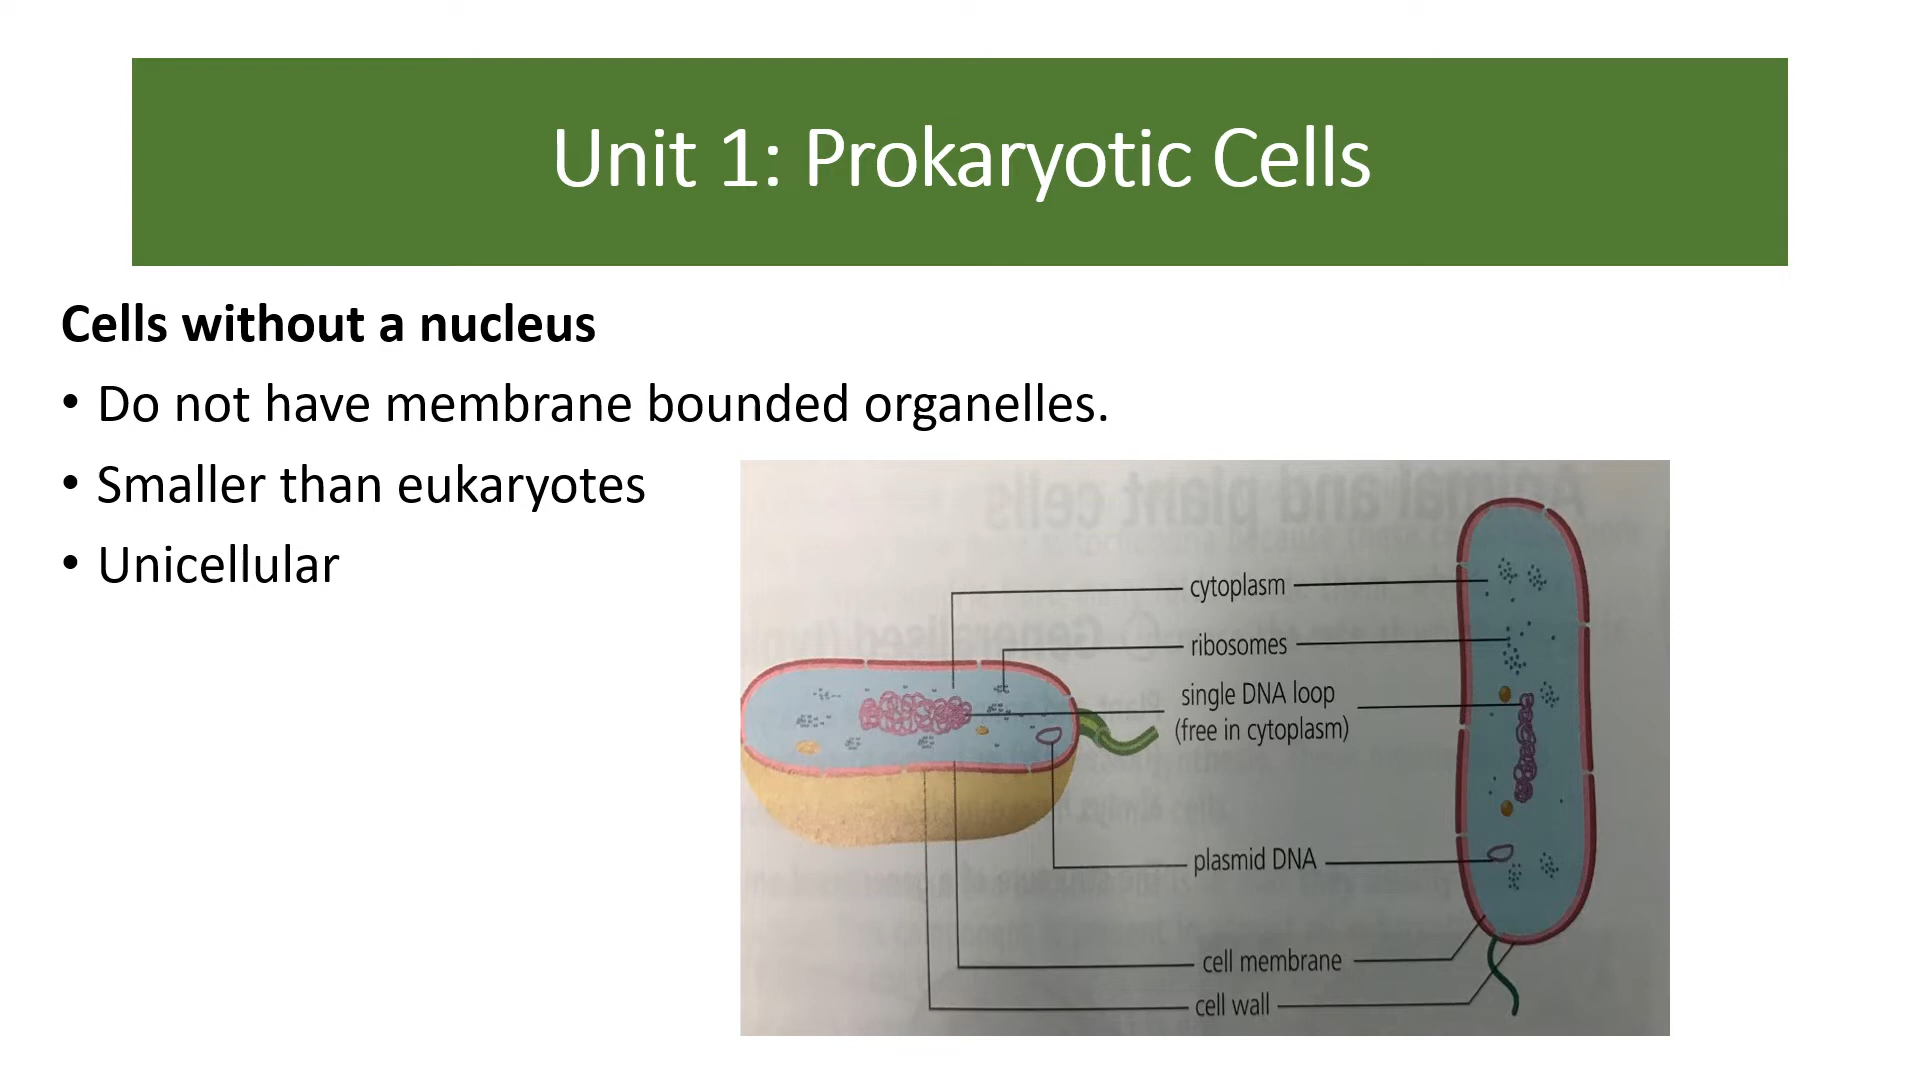 Unit 1: Prokaryotic Cells
Cells without a nucleus
• Do not have membrane bounded organelles.
• Smaller than eukaryotes
• Unicellular
cytoplasm
ribosomes
single DNA loop
(free in cytoplasm)
plasmid DNA
cell membrane
cell wall